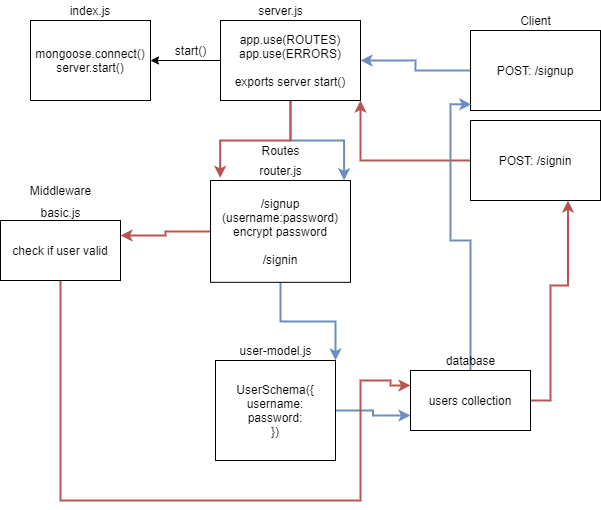 index.js
mongoose.connect()
server.start()
start()
server.js
app.use(ROUTES)
app.use(ERRORS)
exports server start()
Client
POST: /signup
POST: /signin
Routes
router.js
/signup
(username:password)
encrypt password
/signin
Middleware
basic.js
check if user valid
user-model.js
UserSchema({
username:
password:
})
database
users collection